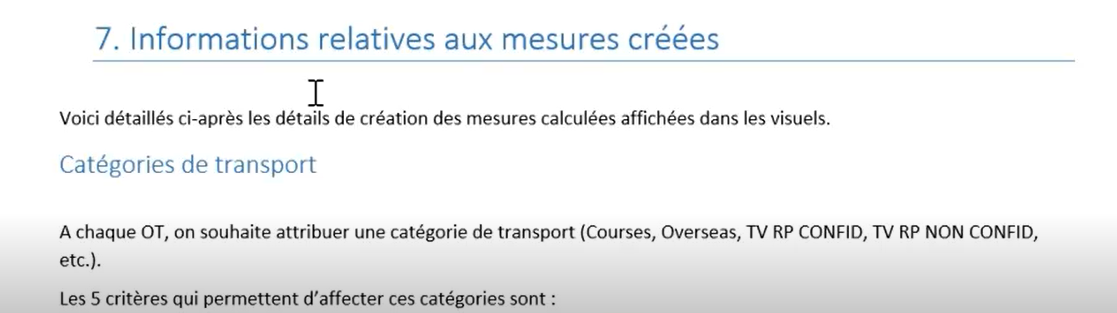 7. Informations relatives aux mesures créées
Voici détaillés ci-après les détails de création des mesures calculées affichées dans les visuels.
Catégories de transport
A chaque OT, on souhaite attribuer une catégorie de transport (Courses, Overseas, TV RP CONFID, TV RP NON CONFID,
etc.).
Les 5 critères qui permettent d'affecter ces catégories sont :